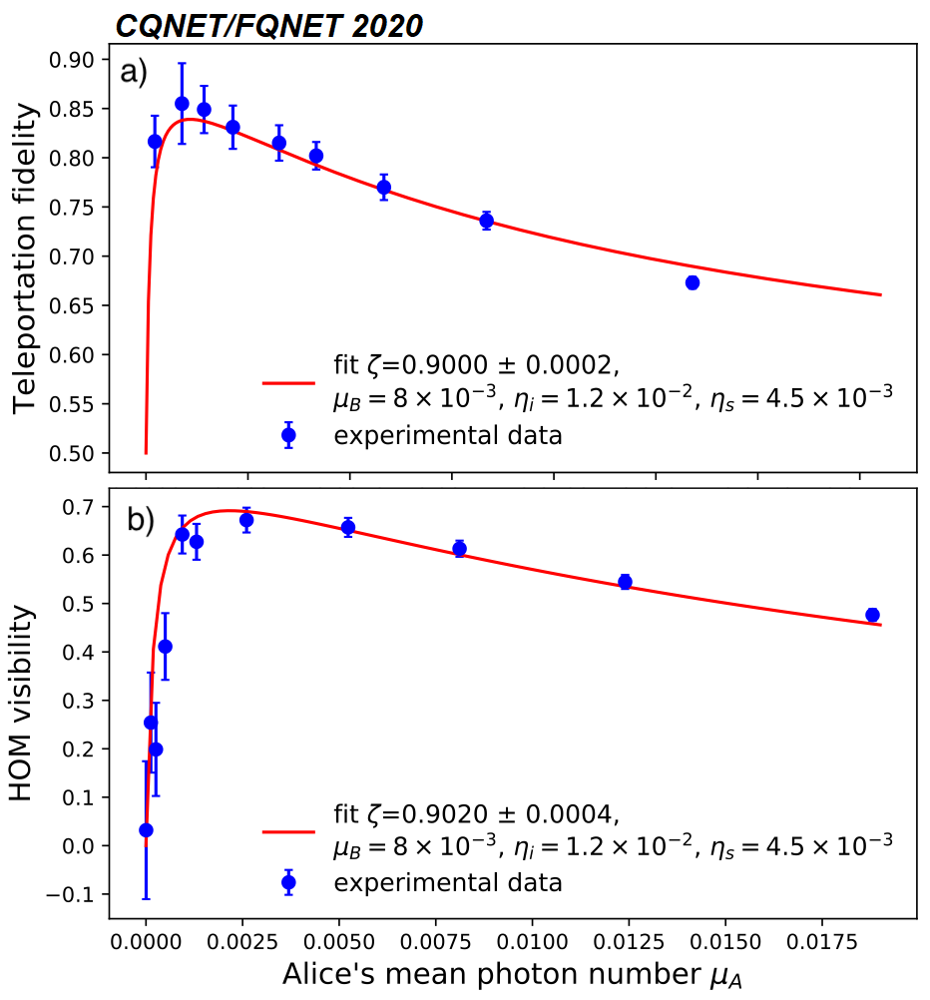 CQNET/FQNET 2020
a)
Teleportation fidelity
0.90
0.85
0.80
0.75
0.70
0.65
0.60
0.55
0.50
fit ζ=0.9000 ± 0.0002,
μ_B = 8 × 10⁻³, η_i = 1.2 × 10⁻², η_s = 4.5 × 10⁻³
experimental data
b)
HOM visibility
0.7
0.6
0.5
0.4
0.3
0.2
0.1
0.0
−0.1
fit ζ=0.9020 ± 0.0004,
μ_B = 8 × 10⁻³, η_i = 1.2 × 10⁻², η_s = 4.5 × 10⁻³
experimental data
0.0000 0.0025 0.0050 0.0075 0.0100 0.0125 0.0150 0.0175
Alice's mean photon number μ_A